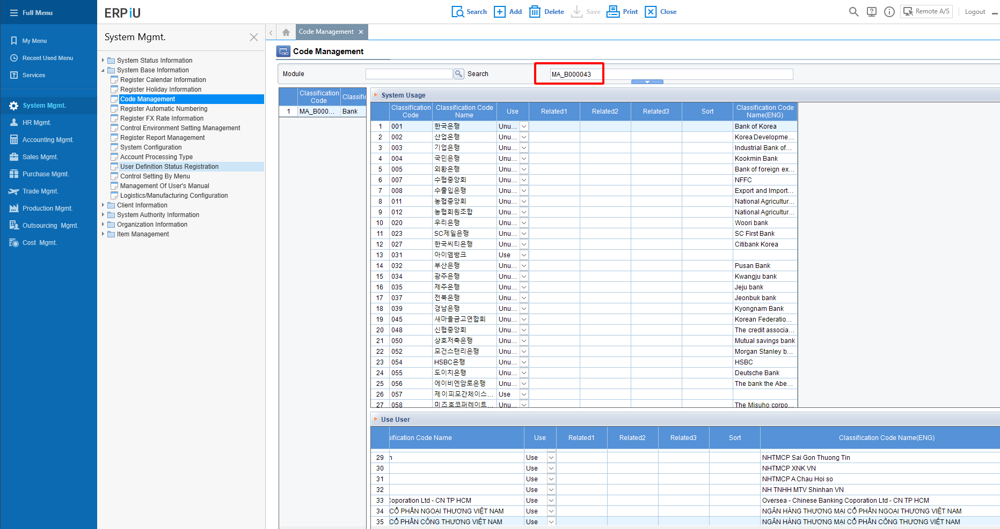 Full Menu
ERP iU
Search
Add
Delete
Save
Print
Close
Remote A/S
Logout
My Menu
Recent Used Menu
Services
System Mgmt.
HR Mgmt.
Accounting Mgmt.
Sales Mgmt.
Purchase Mgmt.
Trade Mgmt.
Production Mgmt.
Outsourcing Mgmt.
Cost Mgmt.
System Mgmt.
System Status Information
System Base Information
Register Calendar Information
Register Holiday Information
Code Management
Register Automatic Numbering
Register FX Rate Information
Control Environment Setting Management
Register Report Management
System Configuration
Account Processing Type
User Definition Status Registration
Control Setting By Menu
Management Of User's Manual
Logistics/Manufacturing Configuration
Client Information
System Authority Information
Organization Information
Item Management
Code Management
Code Management
Module
Search
MA_B000043
Classification Code
Classific
1 MA_B000... Bank
System Usage
Classification Code
Classification Code Name
Use
Related1
Related2
Related3
Sort
Classification Code Name(ENG)
1 001 한국은행 Unu... Bank of Korea
2 002 산업은행 Unu... Korea Developme...
3 003 기업은행 Unu... Industrial Bank of...
4 004 국민은행 Unu... Kookmin Bank
5 005 외환은행 Unu... Bank of foreign ex...
6 007 수협중앙회 Unu... NFFC
7 008 수출입은행 Unu... Export and Import...
8 011 농협중앙회 Unu... National Agricultur...
9 012 농협회원조합 Unu... National Agricultur...
10 020 우리은행 Unu... Woori bank
11 023 SC제일은행 Unu... SC First Bank
12 027 한국씨티은행 Unu... Citibank Korea
13 031 아이엠뱅크 Use
14 032 부산은행 Unu... Pusan Bank
15 034 광주은행 Unu... Kwangju bank
16 035 제주은행 Unu... Jeju bank
17 037 전북은행 Unu... Jeonbuk bank
18 039 경남은행 Unu... Kyongnam Bank
19 045 새마을금고연합회 Unu... Korean Federatio...
20 048 신협중앙회 Unu... The credit associa...
21 050 상호저축은행 Unu... Mutual savings bank
22 052 모건스탠리은행 Unu... Morgan Stanley b...
23 054 HSBC은행 Unu... HSBC
24 055 도이치은행 Unu... Deutsche Bank
25 056 에이비엔암로은행 Unu... The bank the Abe...
26 057 제이피모간체이스... Use
27 058 미즈호코퍼레이트... Unu... The Misuho corpo...
Use User
sification Code Name
Use
Related1
Related2
Related3
Sort
Classification Code Name(ENG)
29 n Use NHTMCP Sai Gon Thuong Tin
30 Use NHTMCP XNK VN
31 Use NHTMCP A Chau Hoi so
32 Use NH TNHH MTV Shinhan VN
33 Coporation Ltd - CN TP HCM Use Oversea - Chinese Banking Coporation Ltd - CN TP HCM
34 CỔ PHẦN NGOẠI THƯƠNG VIỆT NAM Use NGÂN HÀNG THƯƠNG MẠI CỔ PHẦN NGOẠI THƯƠNG VIỆT NAM
35 CỔ PHẦN CÔNG THƯƠNG VIỆT NAM Use NGÂN HÀNG THƯƠNG MẠI CỔ PHẦN CÔNG THƯƠNG VIỆT NAM